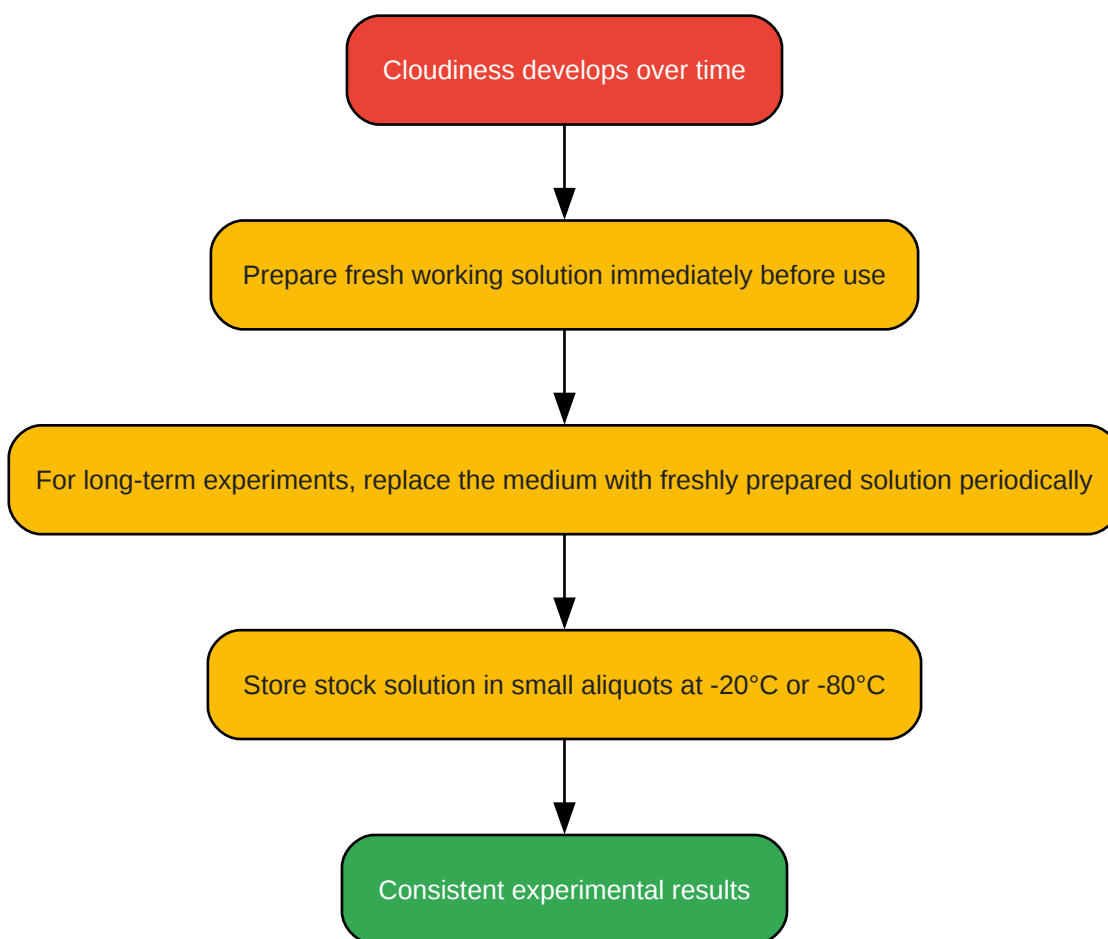 Cloudiness develops over time
Prepare fresh working solution immediately before use
For long-term experiments, replace the medium with freshly prepared solution periodically
Store stock solution in small aliquots at -20°C or -80°C
Consistent experimental results